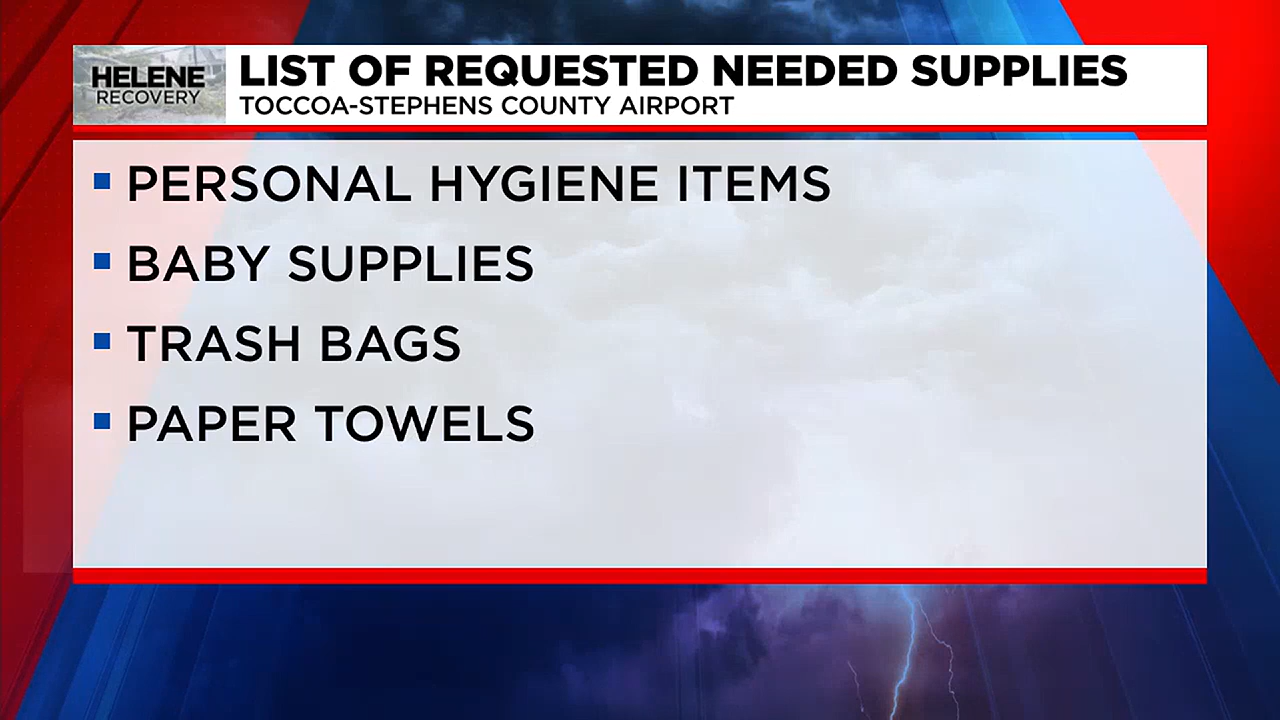 HELENE
RECOVERY
LIST OF REQUESTED NEEDED SUPPLIES
TOCCOA-STEPHENS COUNTY AIRPORT
PERSONAL HYGIENE ITEMS
BABY SUPPLIES
TRASH BAGS
PAPER TOWELS